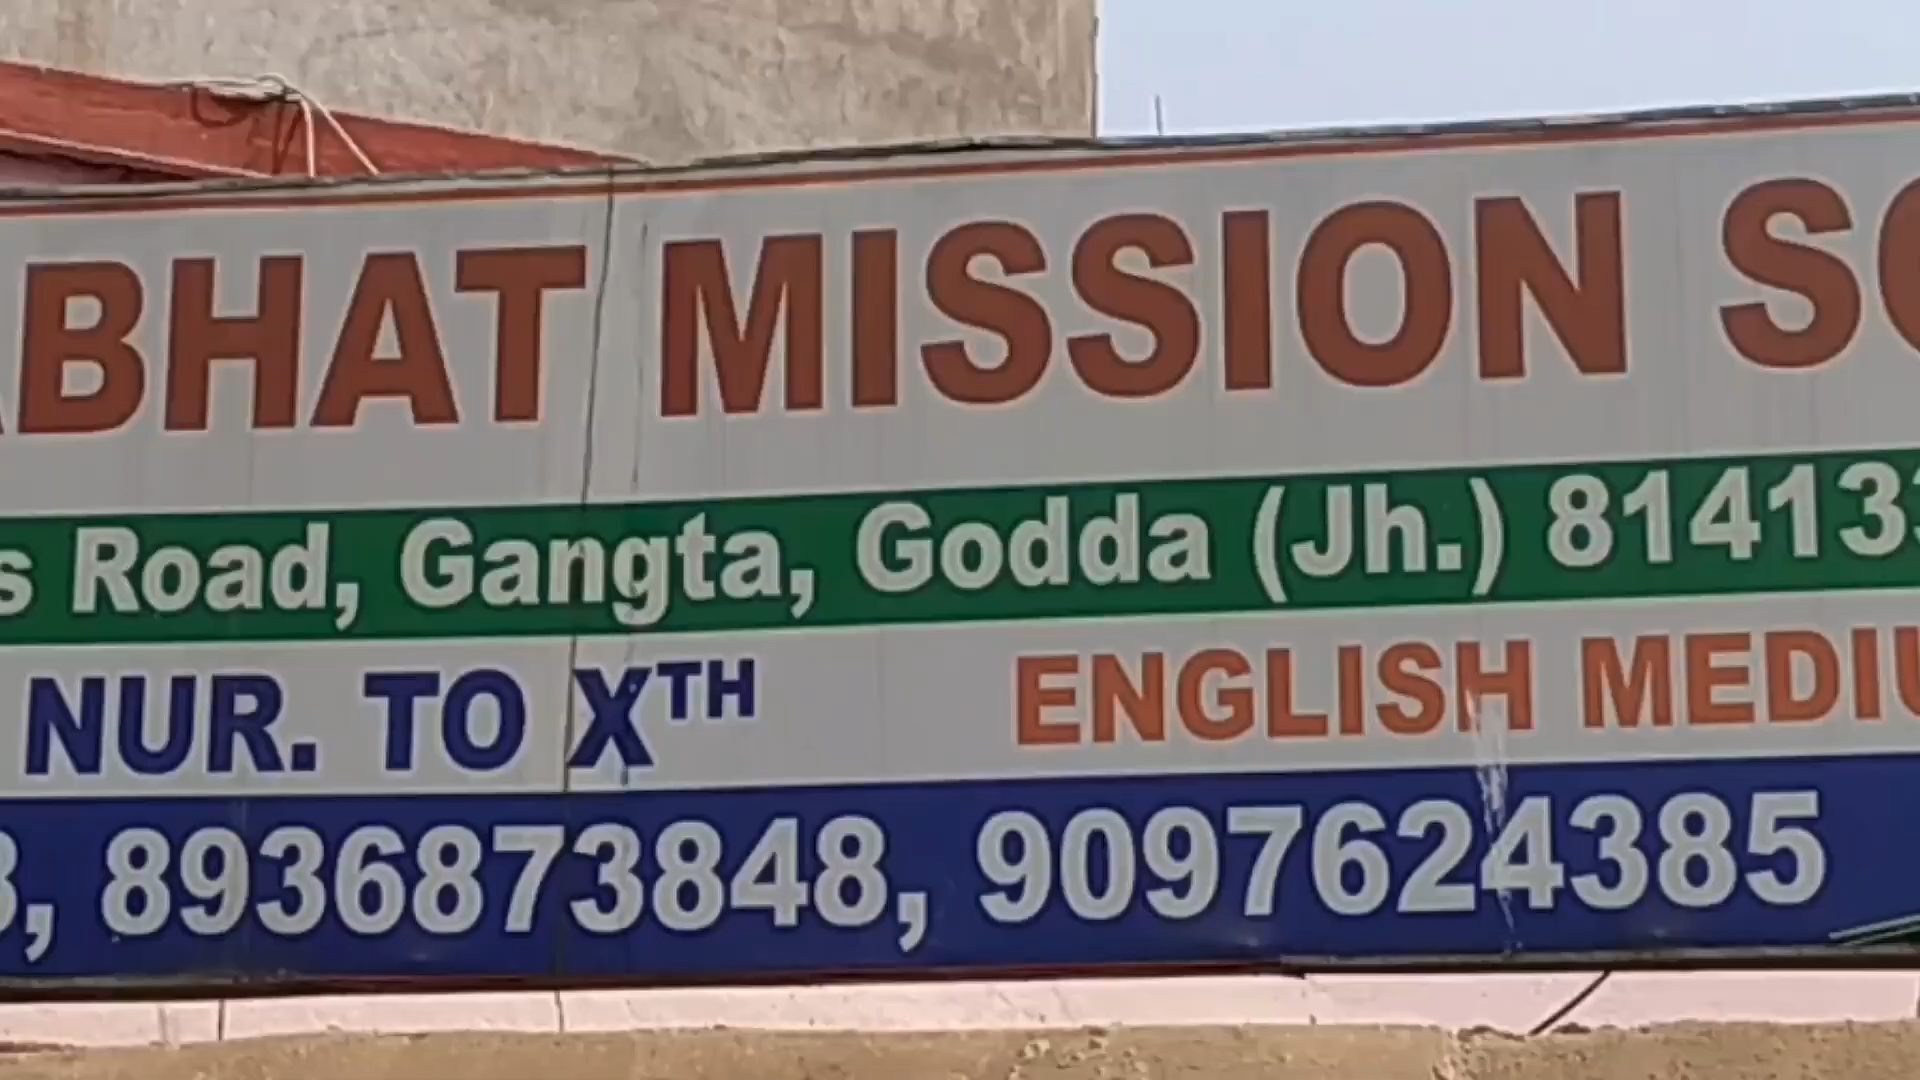 ABHAT MISSION SC
s Road, Gangta, Godda (Jh.) 81413
NUR. TO XTH ENGLISH MEDIU
8, 8936873848, 9097624385